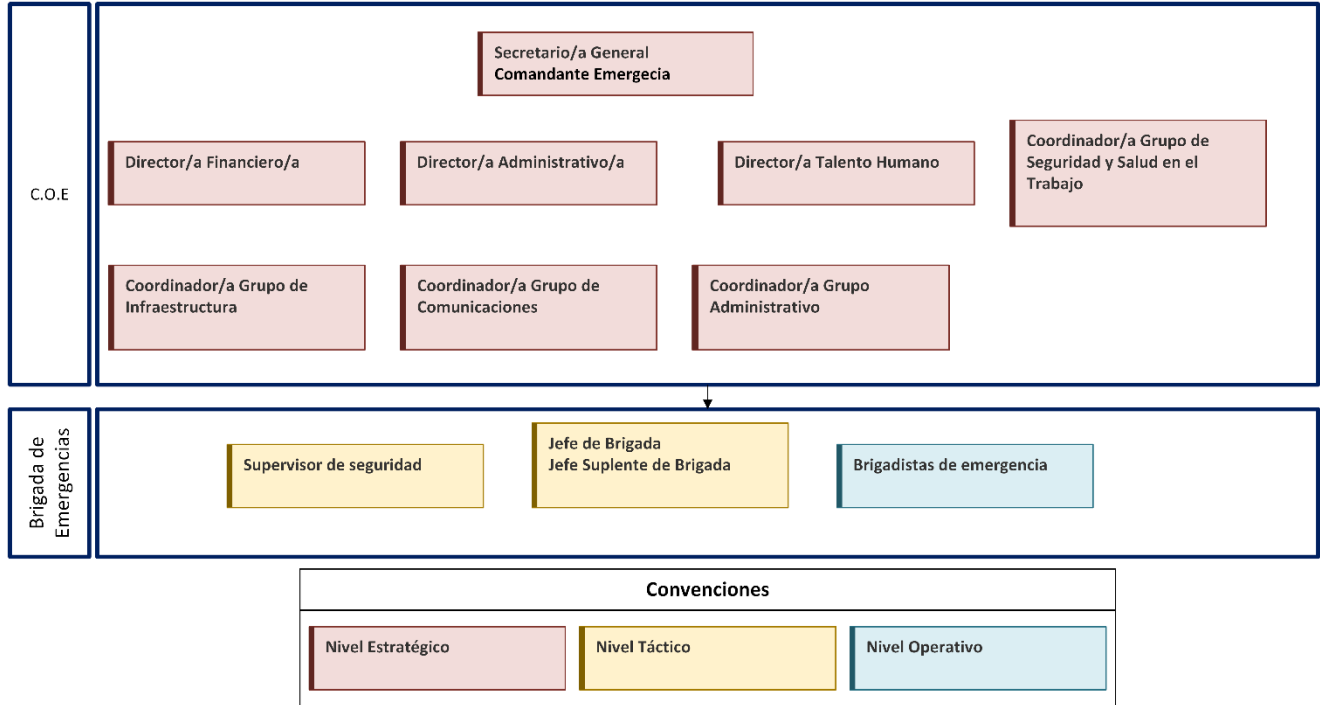 C.O.E
Secretario/a General
Comandante Emergecia
Director/a Financiero/a
Director/a Administrativo/a
Director/a Talento Humano
Coordinador/a Grupo de
Seguridad y Salud en el
Trabajo
Coordinador/a Grupo de
Infraestructura
Coordinador/a Grupo de
Comunicaciones
Coordinador/a Grupo
Administrativo
Brigada de
Emergencias
Supervisor de seguridad
Jefe de Brigada
Jefe Suplente de Brigada
Brigadistas de emergencia
Convenciones
Nivel Estratégico
Nivel Táctico
Nivel Operativo